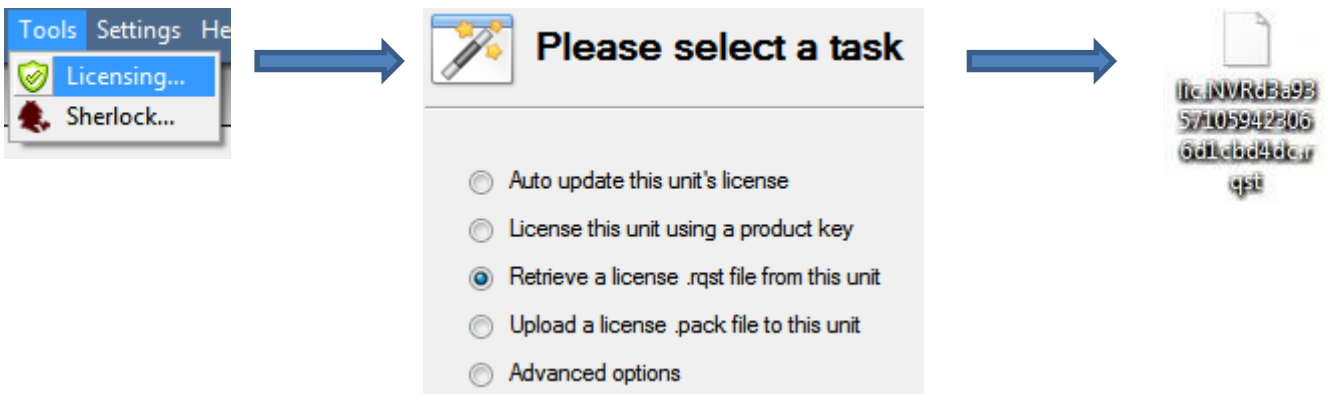 Tools Settings He
Licensing...
Sherlock...
Please select a task
Auto update this unit's license
License this unit using a product key
Retrieve a license .rqst file from this unit
Upload a license .pack file to this unit
Advanced options
lic.NVRd3a93
57105942306
6d1cbd4dc.r
qst